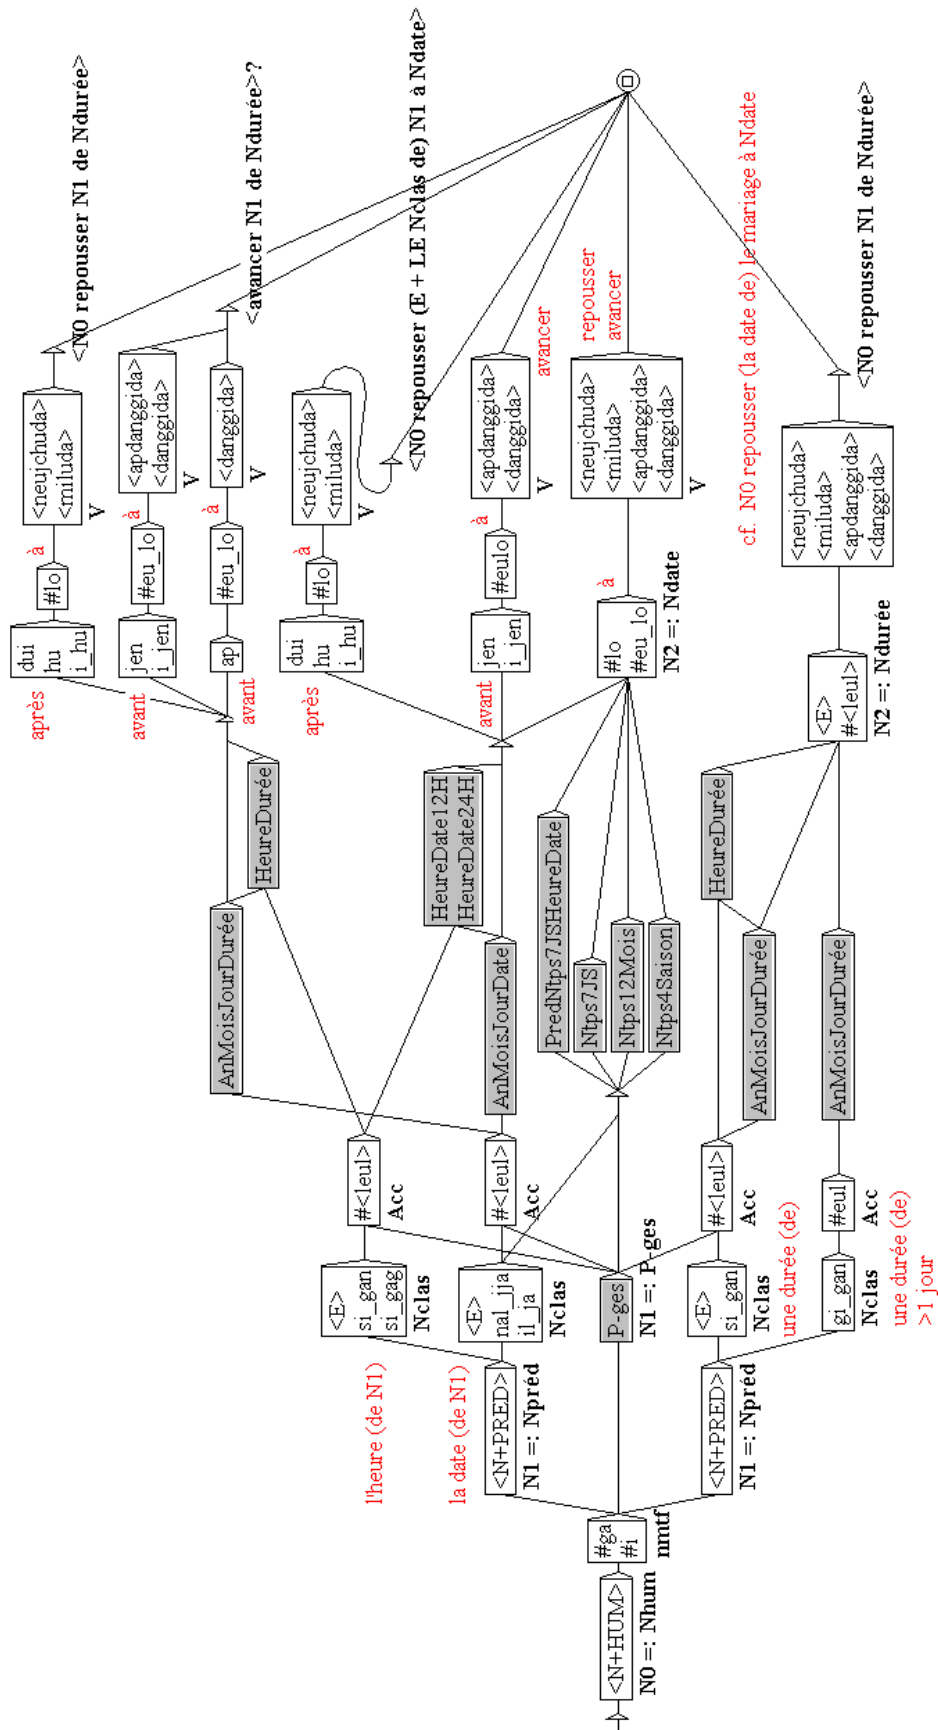 <N+HUM>
N0 =: Nhum
#ga
#i
nmtf
l'heure (de N1)
la date (de N1)
<N+PRED>
N1 =: Npréd
<E>
si_gan
si_gag
Nclas
<E>
nal_jja
il_ja
Nclas
P-ges
N1 =: P-ges
<N+PRED>
N1 =: Npréd
<E>
si_gan
Nclas
une durée (de)
gi_gan
Nclas
une durée (de)
>1 jour
#<leul>
Acc
#<leul>
Acc
#<leul>
Acc
#eul
Acc
AnMoisJourDurée
HeureDurée
HeureDate12H
HeureDate24H
AnMoisJourDate
PredNtps7JSHeureDate
Ntps7JS
Ntps12Mois
Ntps4Saison
HeureDurée
AnMoisJourDurée
AnMoisJourDurée
après
dui
hu
i_hu
#lo
à
<neujchuda>
<miluda>
V
<N0 repousser N1 de Ndurée>
avant
jen
i_jen
#eu_lo
à
<apdanggida>
<danggida>
V
avant
ap
#eu_lo
à
<danggida>
V
<avancer N1 de Ndurée>?
après
dui
hu
i_hu
#lo
à
<neujchuda>
<miluda>
V
<N0 repousser (E + LE Nclas de) N1 à Ndate>
avant
jen
i_jen
#eulo
à
<apdanggida>
<danggida>
V
avancer
#lo
#eu_lo
à
N2 =: Ndate
<neujchuda>
<miluda>
<apdanggida>
<danggida>
V
repousser
avancer
cf. N0 repousser (la date de) le mariage à Ndate
<E>
#<leul>
N2 =: Ndurée
<neujchuda>
<miluda>
<apdanggida>
<danggida>
<N0 repousser N1 de Ndurée>